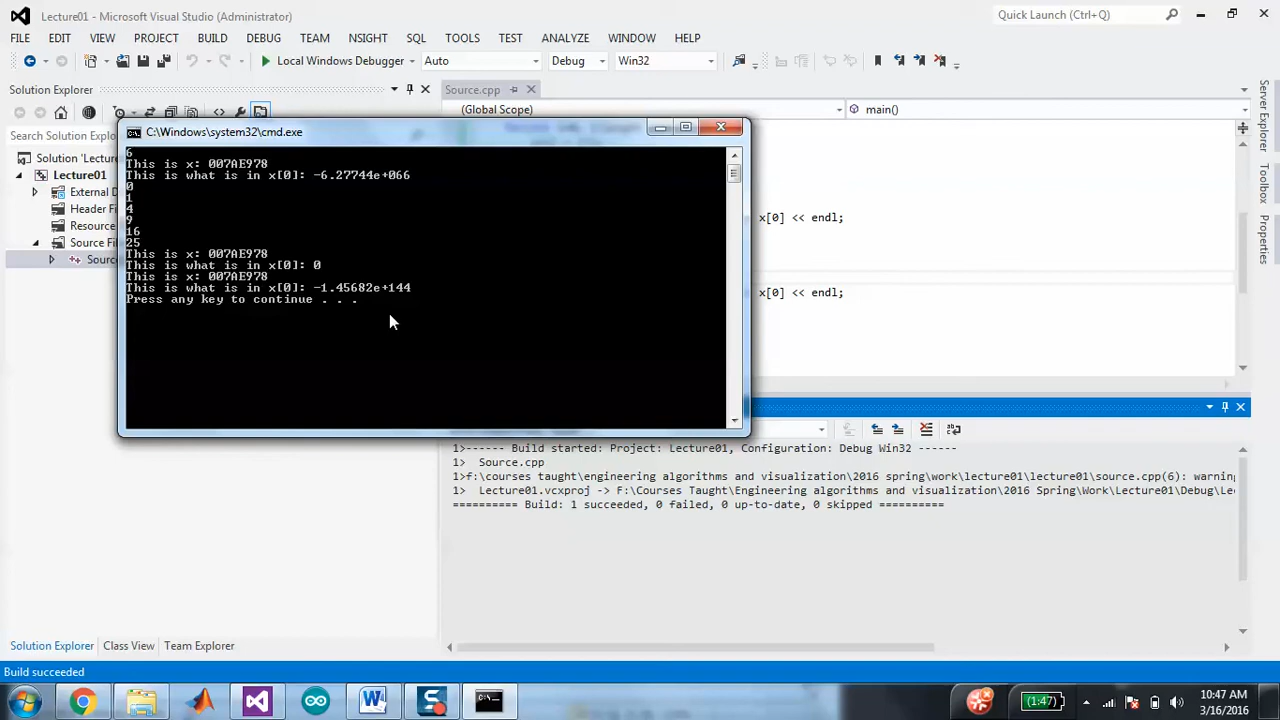 Lecture01 - Microsoft Visual Studio (Administrator)
Quick Launch (Ctrl+Q)
FILE EDIT VIEW PROJECT BUILD DEBUG TEAM NSIGHT SQL TOOLS TEST ANALYZE WINDOW HELP
Local Windows Debugger Auto Debug Win32
Solution Explorer
Source.cpp
(Global Scope)
main()
Search Solution Explo
Solution 'Lecture
Lecture01
External D
Header F
Resource
Source Fi
Sourc
C:\Windows\system32\cmd.exe
6
This is x: 007AE978
This is what is in x[0]: -6.27744e+066
0
1
4
9
16
25
This is x: 007AE978
This is what is in x[0]: 0
This is x: 007AE978
This is what is in x[0]: -1.45682e+144
Press any key to continue . . .
x[0] << endl;
x[0] << endl;
Server Explorer
Toolbox
Properties
1>------ Build started: Project: Lecture01, Configuration: Debug Win32 ------
1> Source.cpp
1>f:\courses taught\engineering algorithms and visualization\2016 spring\work\lecture01\lecture01\source.cpp(6): warning
1> Lecture01.vcxproj -> F:\Courses Taught\Engineering algorithms and visualization\2016 Spring\Work\Lecture01\Debug\Le
========== Build: 1 succeeded, 0 failed, 0 up-to-date, 0 skipped ==========
Solution Explorer Class View Team Explorer
Build succeeded
(1:47)
10:47 AM
3/16/2016